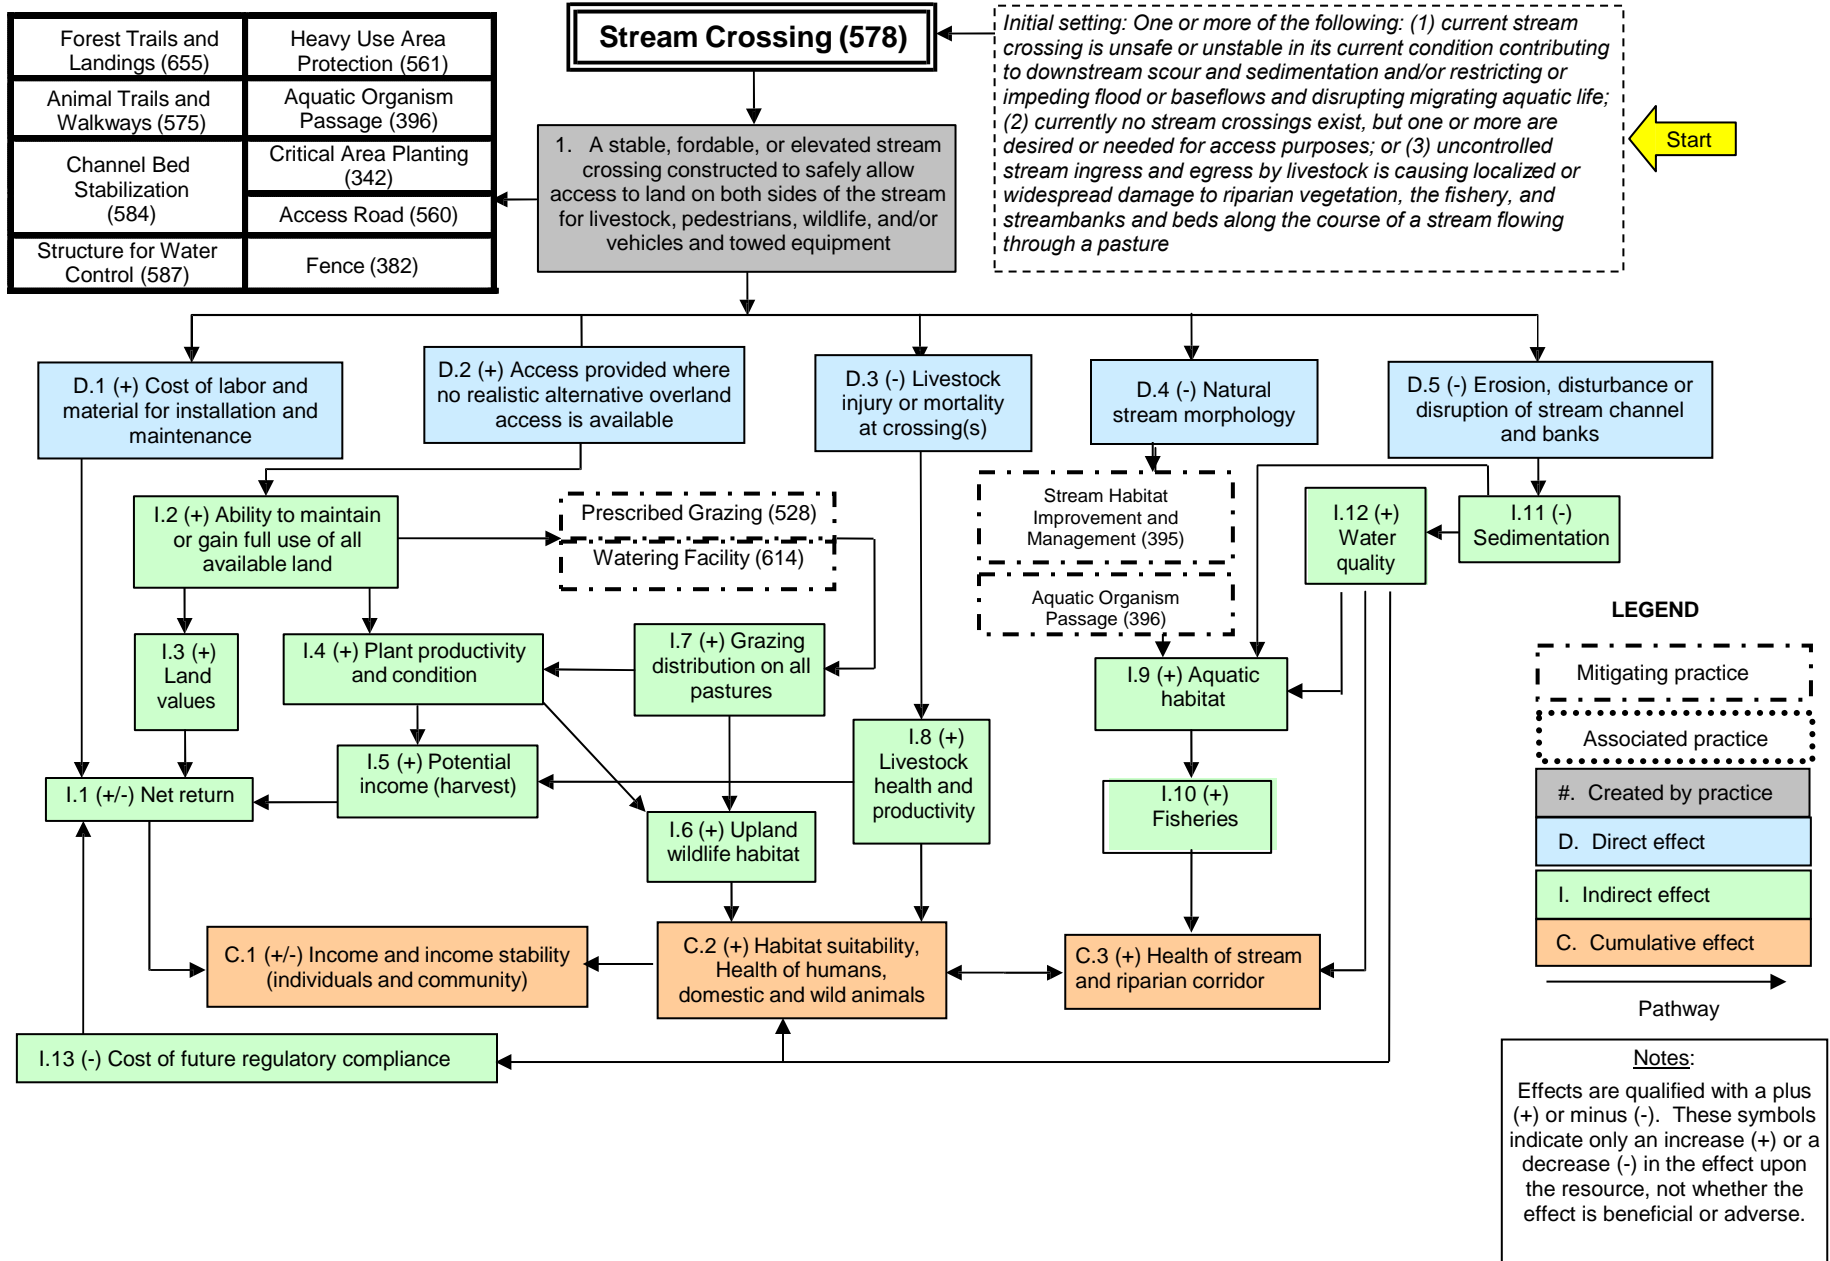 Forest Trails and
Landings (655)
Heavy Use Area
Protection (561)
Animal Trails and
Walkways (575)
Aquatic Organism
Passage (396)
Channel Bed
Stabilization
(584)
Critical Area Planting
(342)
Access Road (560)
Structure for Water
Control (587)
Fence (382)
Stream Crossing (578)
Initial setting: One or more of the following: (1) current stream
crossing is unsafe or unstable in its current condition contributing
to downstream scour and sedimentation and/or restricting or
impeding flood or baseflows and disrupting migrating aquatic life;
(2) currently no stream crossings exist, but one or more are
desired or needed for access purposes; or (3) uncontrolled
stream ingress and egress by livestock is causing localized or
widespread damage to riparian vegetation, the fishery, and
streambanks and beds along the course of a stream flowing
through a pasture
Start
1. A stable, fordable, or elevated stream
crossing constructed to safely allow
access to land on both sides of the stream
for livestock, pedestrians, wildlife, and/or
vehicles and towed equipment
D.1 (+) Cost of labor and
material for installation and
maintenance
D.2 (+) Access provided where
no realistic alternative overland
access is available
D.3 (-) Livestock
injury or mortality
at crossing(s)
D.4 (-) Natural
stream morphology
D.5 (-) Erosion, disturbance or
disruption of stream channel
and banks
I.2 (+) Ability to maintain
or gain full use of all
available land
Prescribed Grazing (528)
Watering Facility (614)
Stream Habitat
Improvement and
Management (395)
Aquatic Organism
Passage (396)
I.12 (+)
Water
quality
I.11 (-)
Sedimentation
I.3 (+)
Land
values
I.4 (+) Plant productivity
and condition
I.7 (+) Grazing
distribution on all
pastures
I.9 (+) Aquatic
habitat
I.1 (+/-) Net return
I.5 (+) Potential
income (harvest)
I.8 (+)
Livestock
health and
productivity
I.6 (+) Upland
wildlife habitat
I.10 (+)
Fisheries
C.1 (+/-) Income and income stability
(individuals and community)
C.2 (+) Habitat suitability,
Health of humans,
domestic and wild animals
C.3 (+) Health of stream
and riparian corridor
I.13 (-) Cost of future regulatory compliance
LEGEND
Mitigating practice
Associated practice
#. Created by practice
D. Direct effect
I. Indirect effect
C. Cumulative effect
Pathway
Notes:
Effects are qualified with a plus
(+) or minus (-). These symbols
indicate only an increase (+) or a
decrease (-) in the effect upon
the resource, not whether the
effect is beneficial or adverse.